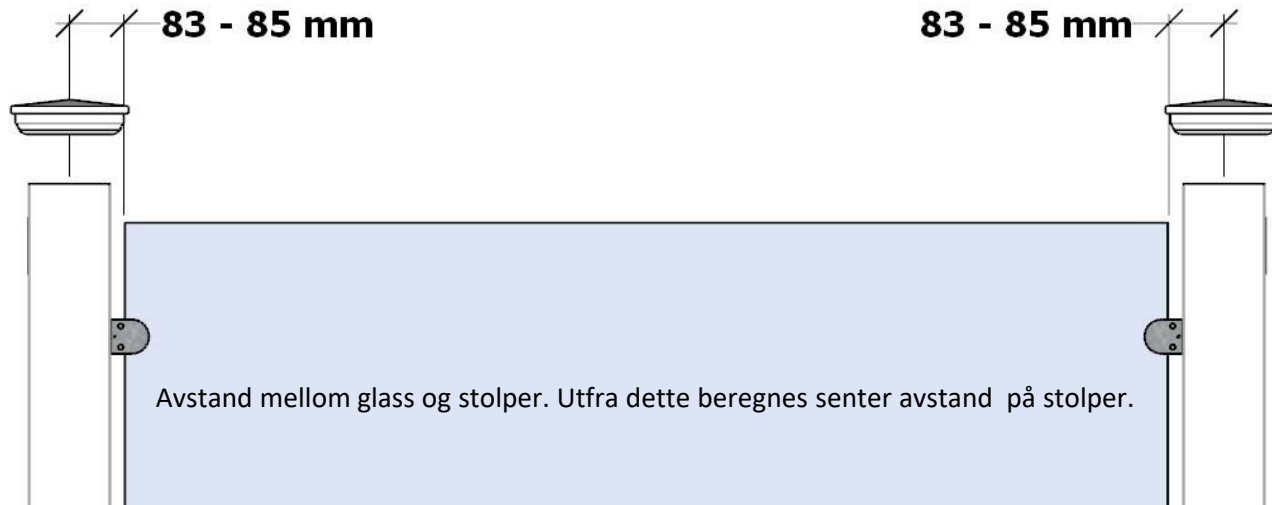 83 - 85 mm
83 - 85 mm
Avstand mellom glass og stolper. Utfra dette beregnes senter avstand  på stolper.